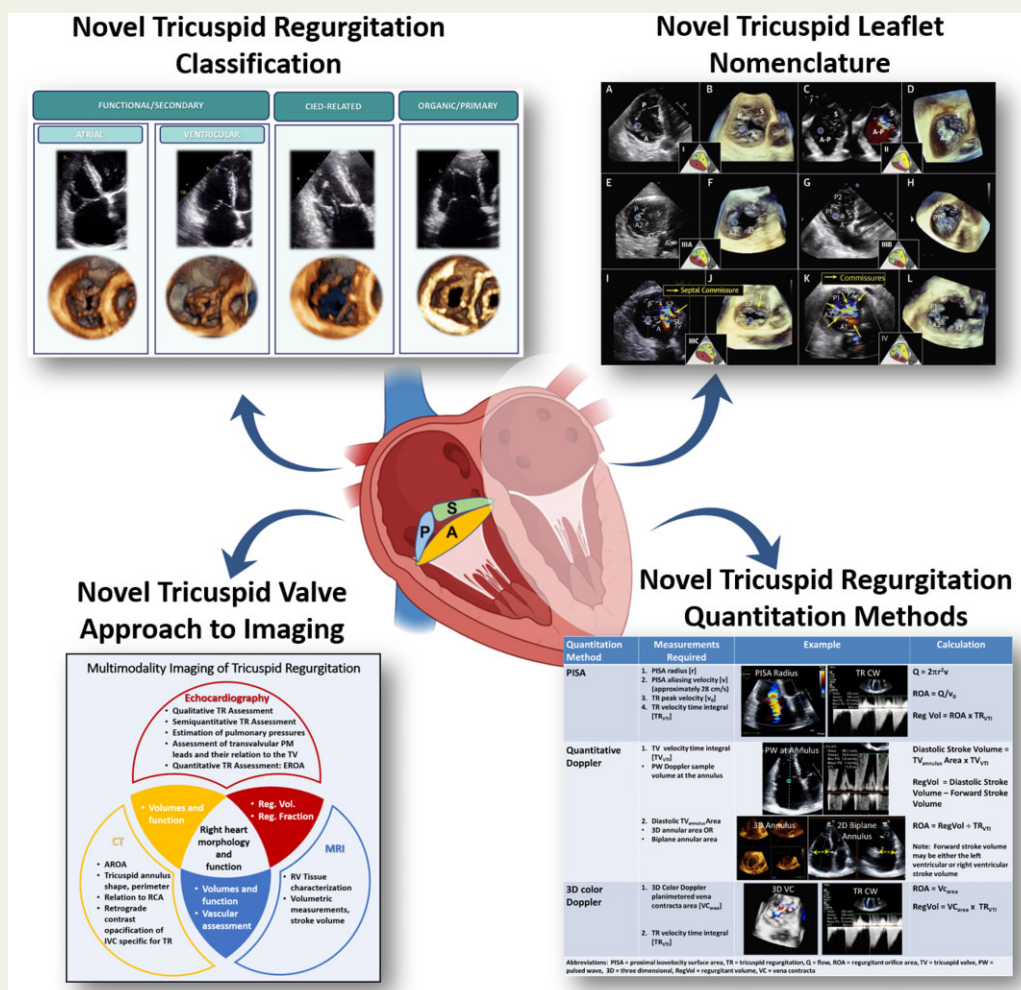 Novel Tricuspid Regurgitation
Classification
FUNCTIONAL/SECONDARY
CIED-RELATED
ORGANIC/PRIMARY
ATRIAL
VENTRICULAR
Novel Tricuspid Leaflet
Nomenclature
A
B
C
D
P
S
A-P
A-P
I
II
E
F
G
H
P
A2
P2
P1
A
IIIA
IIIB
I
J
K
L
Septal Commissure
Commissures
IIIC
IV
S
P
A
Novel Tricuspid Valve
Approach to Imaging
Multimodality Imaging of Tricuspid Regurgitation
Echocardiography
• Qualitative TR Assessment
• Semiquantitative TR Assessment
• Estimation of pulmonary pressures
• Assessment of transvalvular PM
leads and their relation to the TV
• Quantitative TR Assessment: EROA
• Volumes and
function
• Reg. Vol.
• Reg. Fraction
Right heart
morphology
and
function
CT
• AROA
• Tricuspid annulus
shape, perimeter
• Relation to RCA
• Retrograde
contrast
opacification of
IVC specific for TR
MRI
• RV Tissue
characterization
• Volumetric
measurements,
stroke volume
• Volumes and
function
• Vascular
assessment
Novel Tricuspid Regurgitation
Quantitation Methods
Quantitation
Method
Measurements
Required
Example
Calculation
PISA
1. PISA radius [r]
2. PISA aliasing velocity [v]
(approximately 28 cm/s)
3. TR peak velocity [v₀]
4. TR velocity time integral
[TRVTI]
PISA Radius
TR CW
Q = 2πr²v
ROA = Q/v₀
Reg Vol = ROA x TRVTI
Quantitative
Doppler
1. TV velocity time integral
[TVVTI]
• PW Doppler sample
volume at the annulus
2. Diastolic TVannulus Area
• 3D annular area OR
• Biplane annular area
PW at Annulus
3D Annulus
2D Biplane
Annulus
Diastolic Stroke Volume =
TVannulus Area x TVVTI
RegVol = Diastolic Stroke
Volume – Forward Stroke
Volume
ROA = RegVol ÷ TRVTI
Note: Forward stroke volume
may be either the left
ventricular or right ventricular
stroke volume
3D color
Doppler
1. 3D Color Doppler
planimetered vena
contracta area [VCarea]
2. TR velocity time integral
[TRVTI]
3D VC
TR CW
ROA = VCarea
RegVol = VCarea x TRVTI
Abbreviations: PISA = proximal isovelocity surface area, TR = tricuspid regurgitation, Q = flow, ROA = regurgitant orifice area, TV = tricuspid valve, PW =
pulsed wave, 3D = three dimensional, RegVol = regurgitant volume, VC = vena contracta